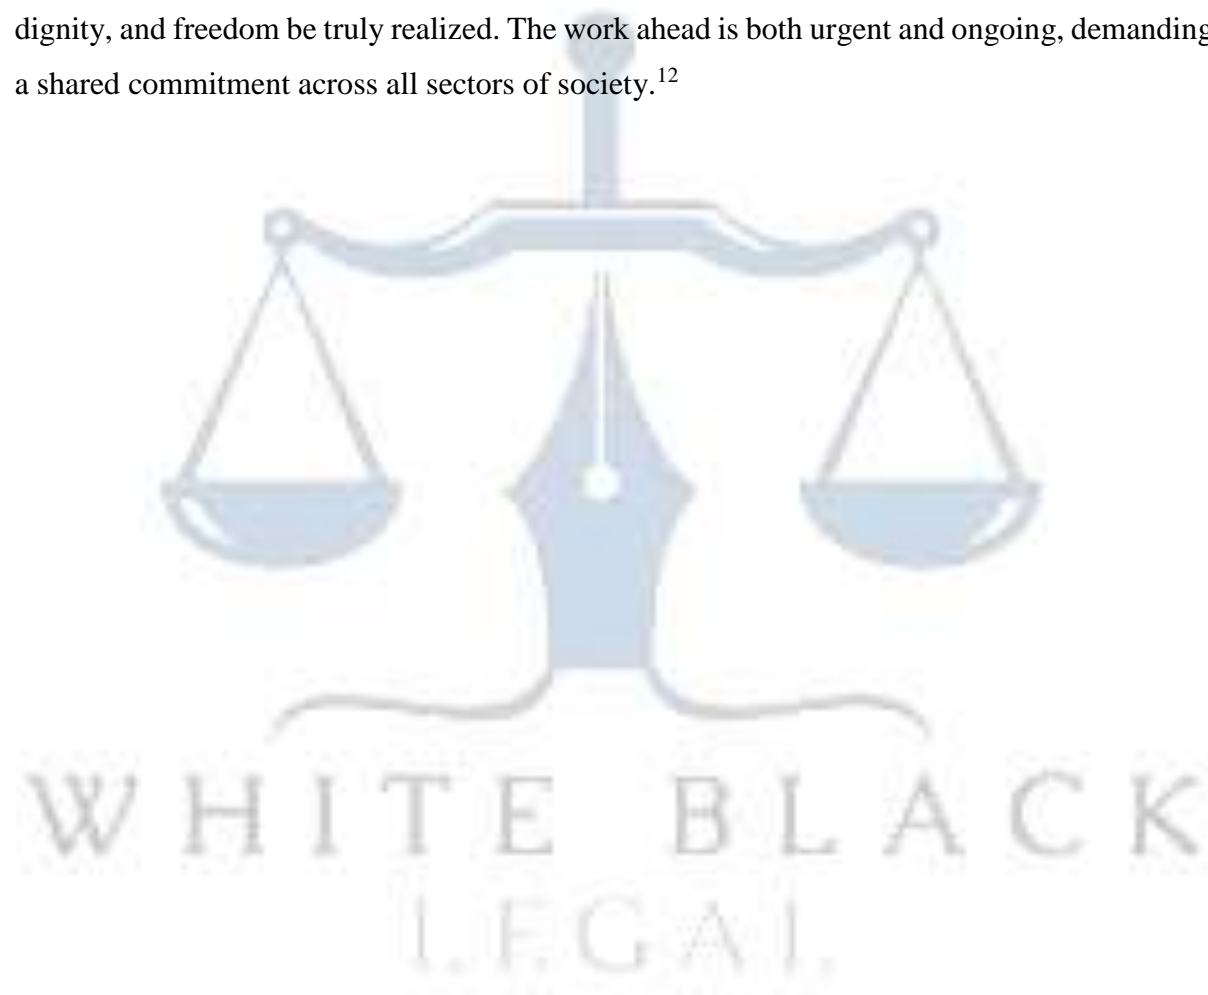 dignity, and freedom be truly realized. The work ahead is both urgent and ongoing, demanding
a shared commitment across all sectors of society.12
WHITE BLACK
LEGAL